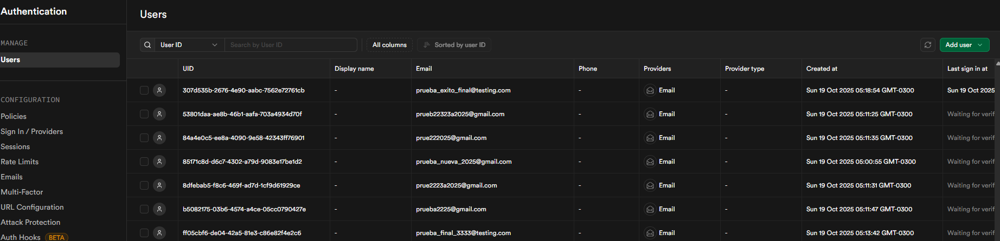 Authentication
MANAGE
Users
CONFIGURATION
Policies
Sign In / Providers
Sessions
Rate Limits
Emails
Multi-Factor
URL Configuration
Attack Protection
Auth Hooks BETA
Users
User ID Search by User ID All columns Sorted by user ID Add user
UID Display name Email Phone Providers Provider type Created at Last sign in at
307d535b-2676-4e90-aabc-7562e72761cb - prueba_exito_final@testing.com - Email - Sun 19 Oct 2025 05:18:54 GMT-0300 Sun 19 Oct 2025
53801daa-ae8b-46b1-aafa-703a4934d70f - prueb22323a2025@gmail.com - Email - Sun 19 Oct 2025 05:11:25 GMT-0300 Waiting for verif
84a4e0c5-ee8a-4090-9e58-42343ff76901 - prue222025@gmail.com - Email - Sun 19 Oct 2025 05:11:35 GMT-0300 Waiting for verif
85171c8d-d6c7-4302-a79d-9083e17be1d2 - prueba_nueva_2025@gmail.com - Email - Sun 19 Oct 2025 05:00:55 GMT-0300 Waiting for verif
8dfebab5-f8c6-469f-ad7d-1cf9d61929ce - prue2223a2025@gmail.com - Email - Sun 19 Oct 2025 05:11:31 GMT-0300 Waiting for verif
b5082175-03b6-4574-a4ce-05cc0790427e - prueba2225@gmail.com - Email - Sun 19 Oct 2025 05:11:47 GMT-0300 Waiting for verif
ff05cbf6-de04-42a5-81e3-c86e82f4e2c6 - prueba_final_3333@testing.com - Email - Sun 19 Oct 2025 05:13:42 GMT-0300 Waiting for verif